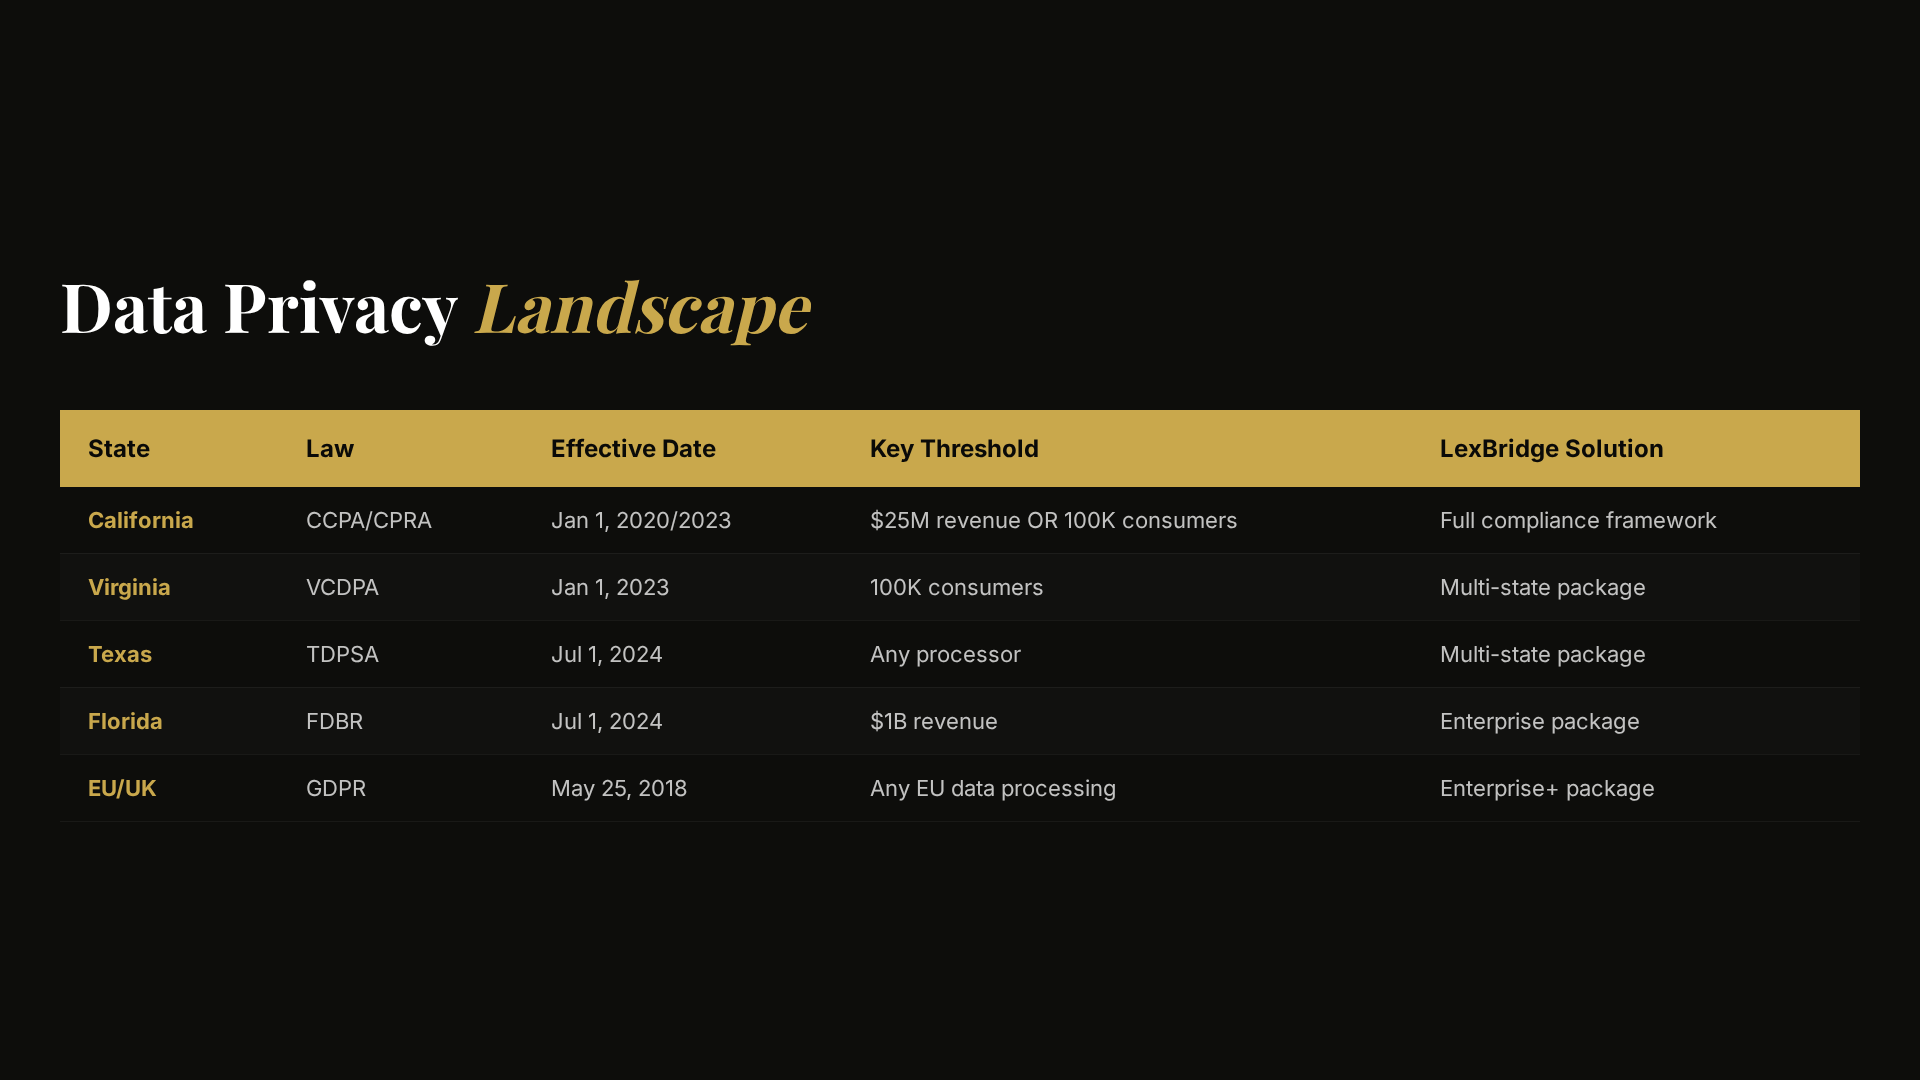 Data Privacy Landscape
State Law Effective Date Key Threshold LexBridge Solution
California CCPA/CPRA Jan 1, 2020/2023 $25M revenue OR 100K consumers Full compliance framework
Virginia VCDPA Jan 1, 2023 100K consumers Multi-state package
Texas TDPSA Jul 1, 2024 Any processor Multi-state package
Florida FDBR Jul 1, 2024 $1B revenue Enterprise package
EU/UK GDPR May 25, 2018 Any EU data processing Enterprise+ package